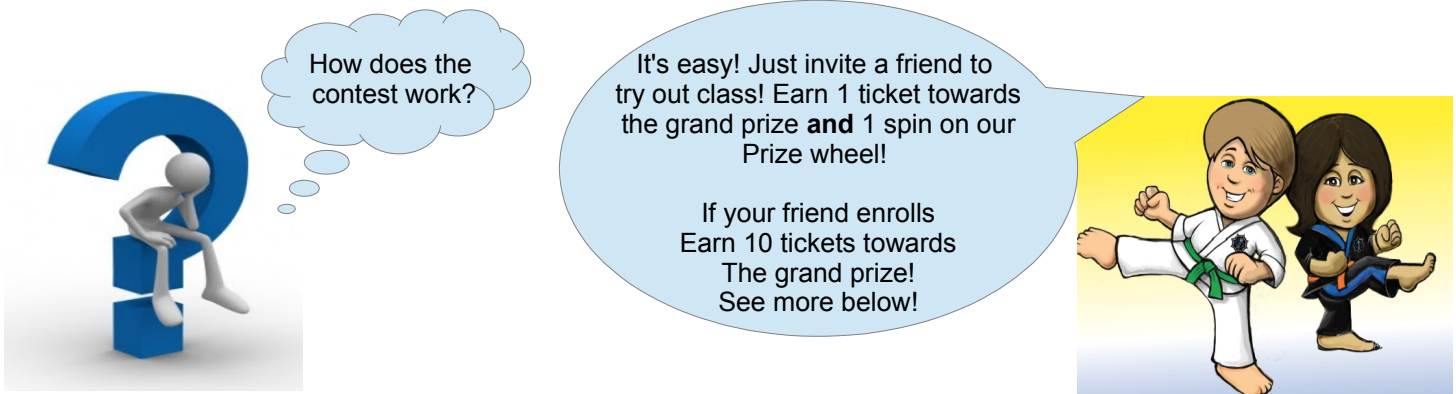 How does the
contest work?
It's easy! Just invite a friend to
try out class! Earn 1 ticket towards
the grand prize and 1 spin on our
Prize wheel!
If your friend enrolls
Earn 10 tickets towards
The grand prize!
See more below!